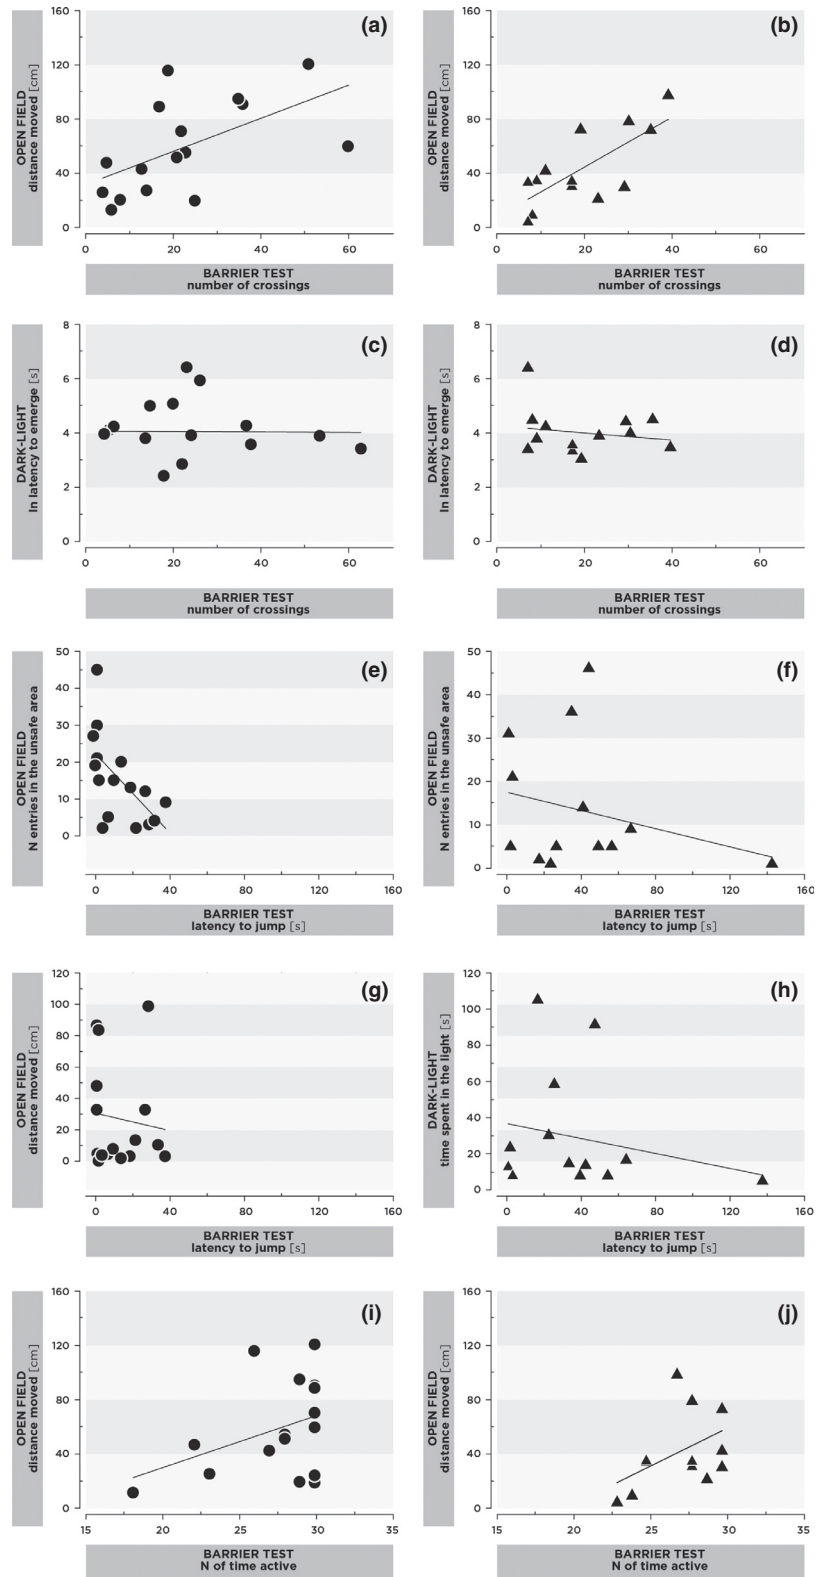 (a)
OPEN FIELD
distance moved [cm]
160
120
80
40
0
0 20 40 60
BARRIER TEST
number of crossings
(b)
OPEN FIELD
distance moved [cm]
160
120
80
40
0
0 20 40 60
BARRIER TEST
number of crossings
(c)
DARK-LIGHT
ln latency to emerge [s]
8
6
4
2
0
0 20 40 60
BARRIER TEST
number of crossings
(d)
DARK-LIGHT
ln latency to emerge [s]
8
6
4
2
0
0 20 40 60
BARRIER TEST
number of crossings
(e)
OPEN FIELD
N entries in the unsafe area
50
40
30
20
10
0
0 40 80 120 160
BARRIER TEST
latency to jump [s]
(f)
OPEN FIELD
N entries in the unsafe area
50
40
30
20
10
0
0 40 80 120 160
BARRIER TEST
latency to jump [s]
(g)
OPEN FIELD
distance moved [cm]
120
100
80
60
40
20
0
0 40 80 120 160
BARRIER TEST
latency to jump [s]
(h)
DARK-LIGHT
time spent in the light [s]
120
100
80
60
40
20
0
0 40 80 120 160
BARRIER TEST
latency to jump [s]
(i)
OPEN FIELD
distance moved [cm]
160
120
80
40
0
15 20 25 30 35
BARRIER TEST
N of time active
(j)
OPEN FIELD
distance moved [cm]
160
120
80
40
0
15 20 25 30 35
BARRIER TEST
N of time active